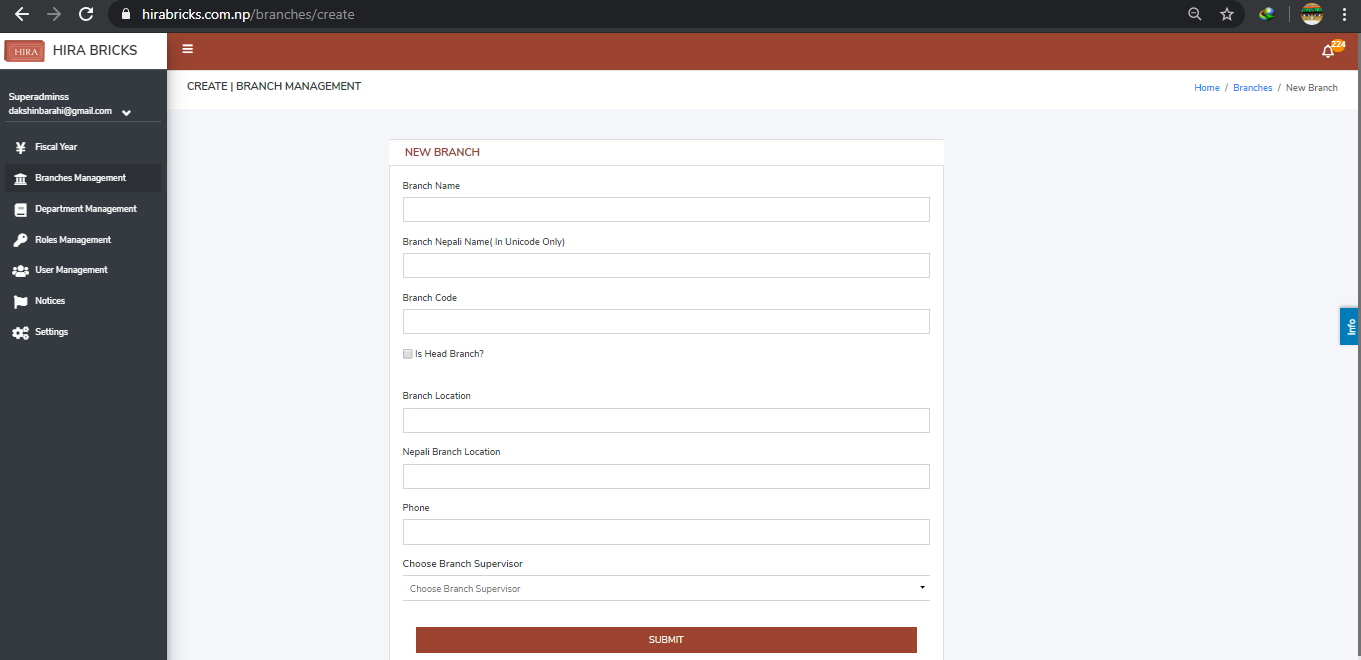 hirabricks.com.np/branches/create
HIRA HIRA BRICKS
224
CREATE | BRANCH MANAGEMENT
Home / Branches / New Branch
Superadminss
dakshinbarahi@gmail.com
Fiscal Year
Branches Management
Department Management
Roles Management
User Management
Notices
Settings
NEW BRANCH
Branch Name
Branch Nepali Name( In Unicode Only)
Branch Code
Is Head Branch?
Branch Location
Nepali Branch Location
Phone
Choose Branch Supervisor
Choose Branch Supervisor
SUBMIT
Info